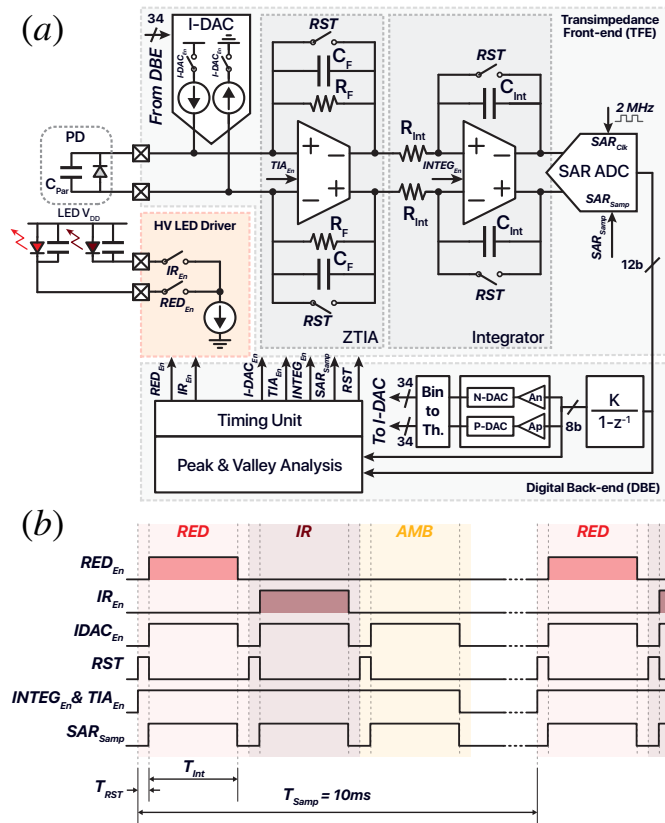 (a)
34
From DBE
I-DAC
I-DAC_En
I-DAC_En
Transimpedance
Front-end (TFE)
RST
C_F
R_F
RST
C_Int
PD
C_Par
TIA_En
R_Int
INTEG_En
R_Int
2 MHz
SAR_Clk
SAR ADC
SAR_Samp
SAR_Samp
12b
LED V_DD
HV LED Driver
IR_En
RED_En
R_F
C_F
RST
ZTIA
C_Int
RST
Integrator
RED_En
IR_En
I-DAC_En
TIA_En
INTEG_En
SAR_Samp
RST
Timing Unit
Peak & Valley Analysis
To I-DAC
34
34
Bin
to
Th.
N-DAC
An
P-DAC
Ap
8b
K
1-z^-1
Digital Back-end (DBE)
(b)
RED
IR
AMB
RED
RED_En
IR_En
IDAC_En
RST
INTEG_En & TIA_En
SAR_Samp
T_RST
T_Int
T_Samp = 10ms